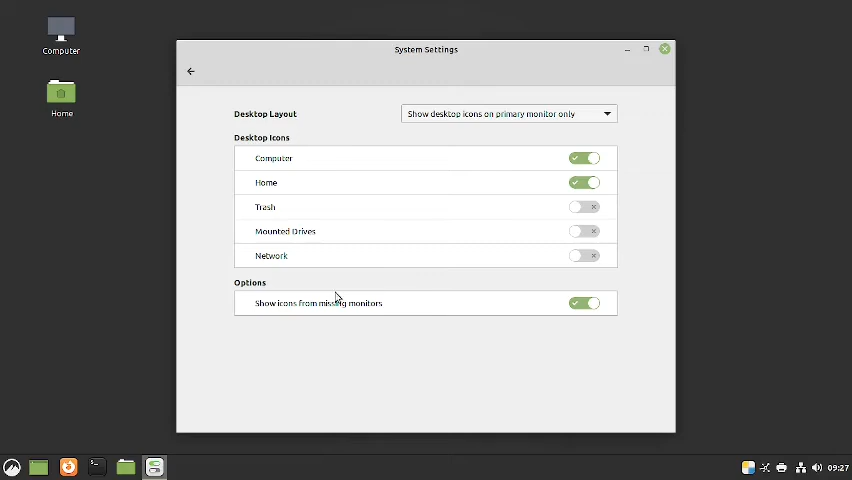 Computer
Home
System Settings
Desktop Layout
Show desktop icons on primary monitor only
Desktop Icons
Computer
Home
Trash
Mounted Drives
Network
Options
Show icons from missing monitors
09:27